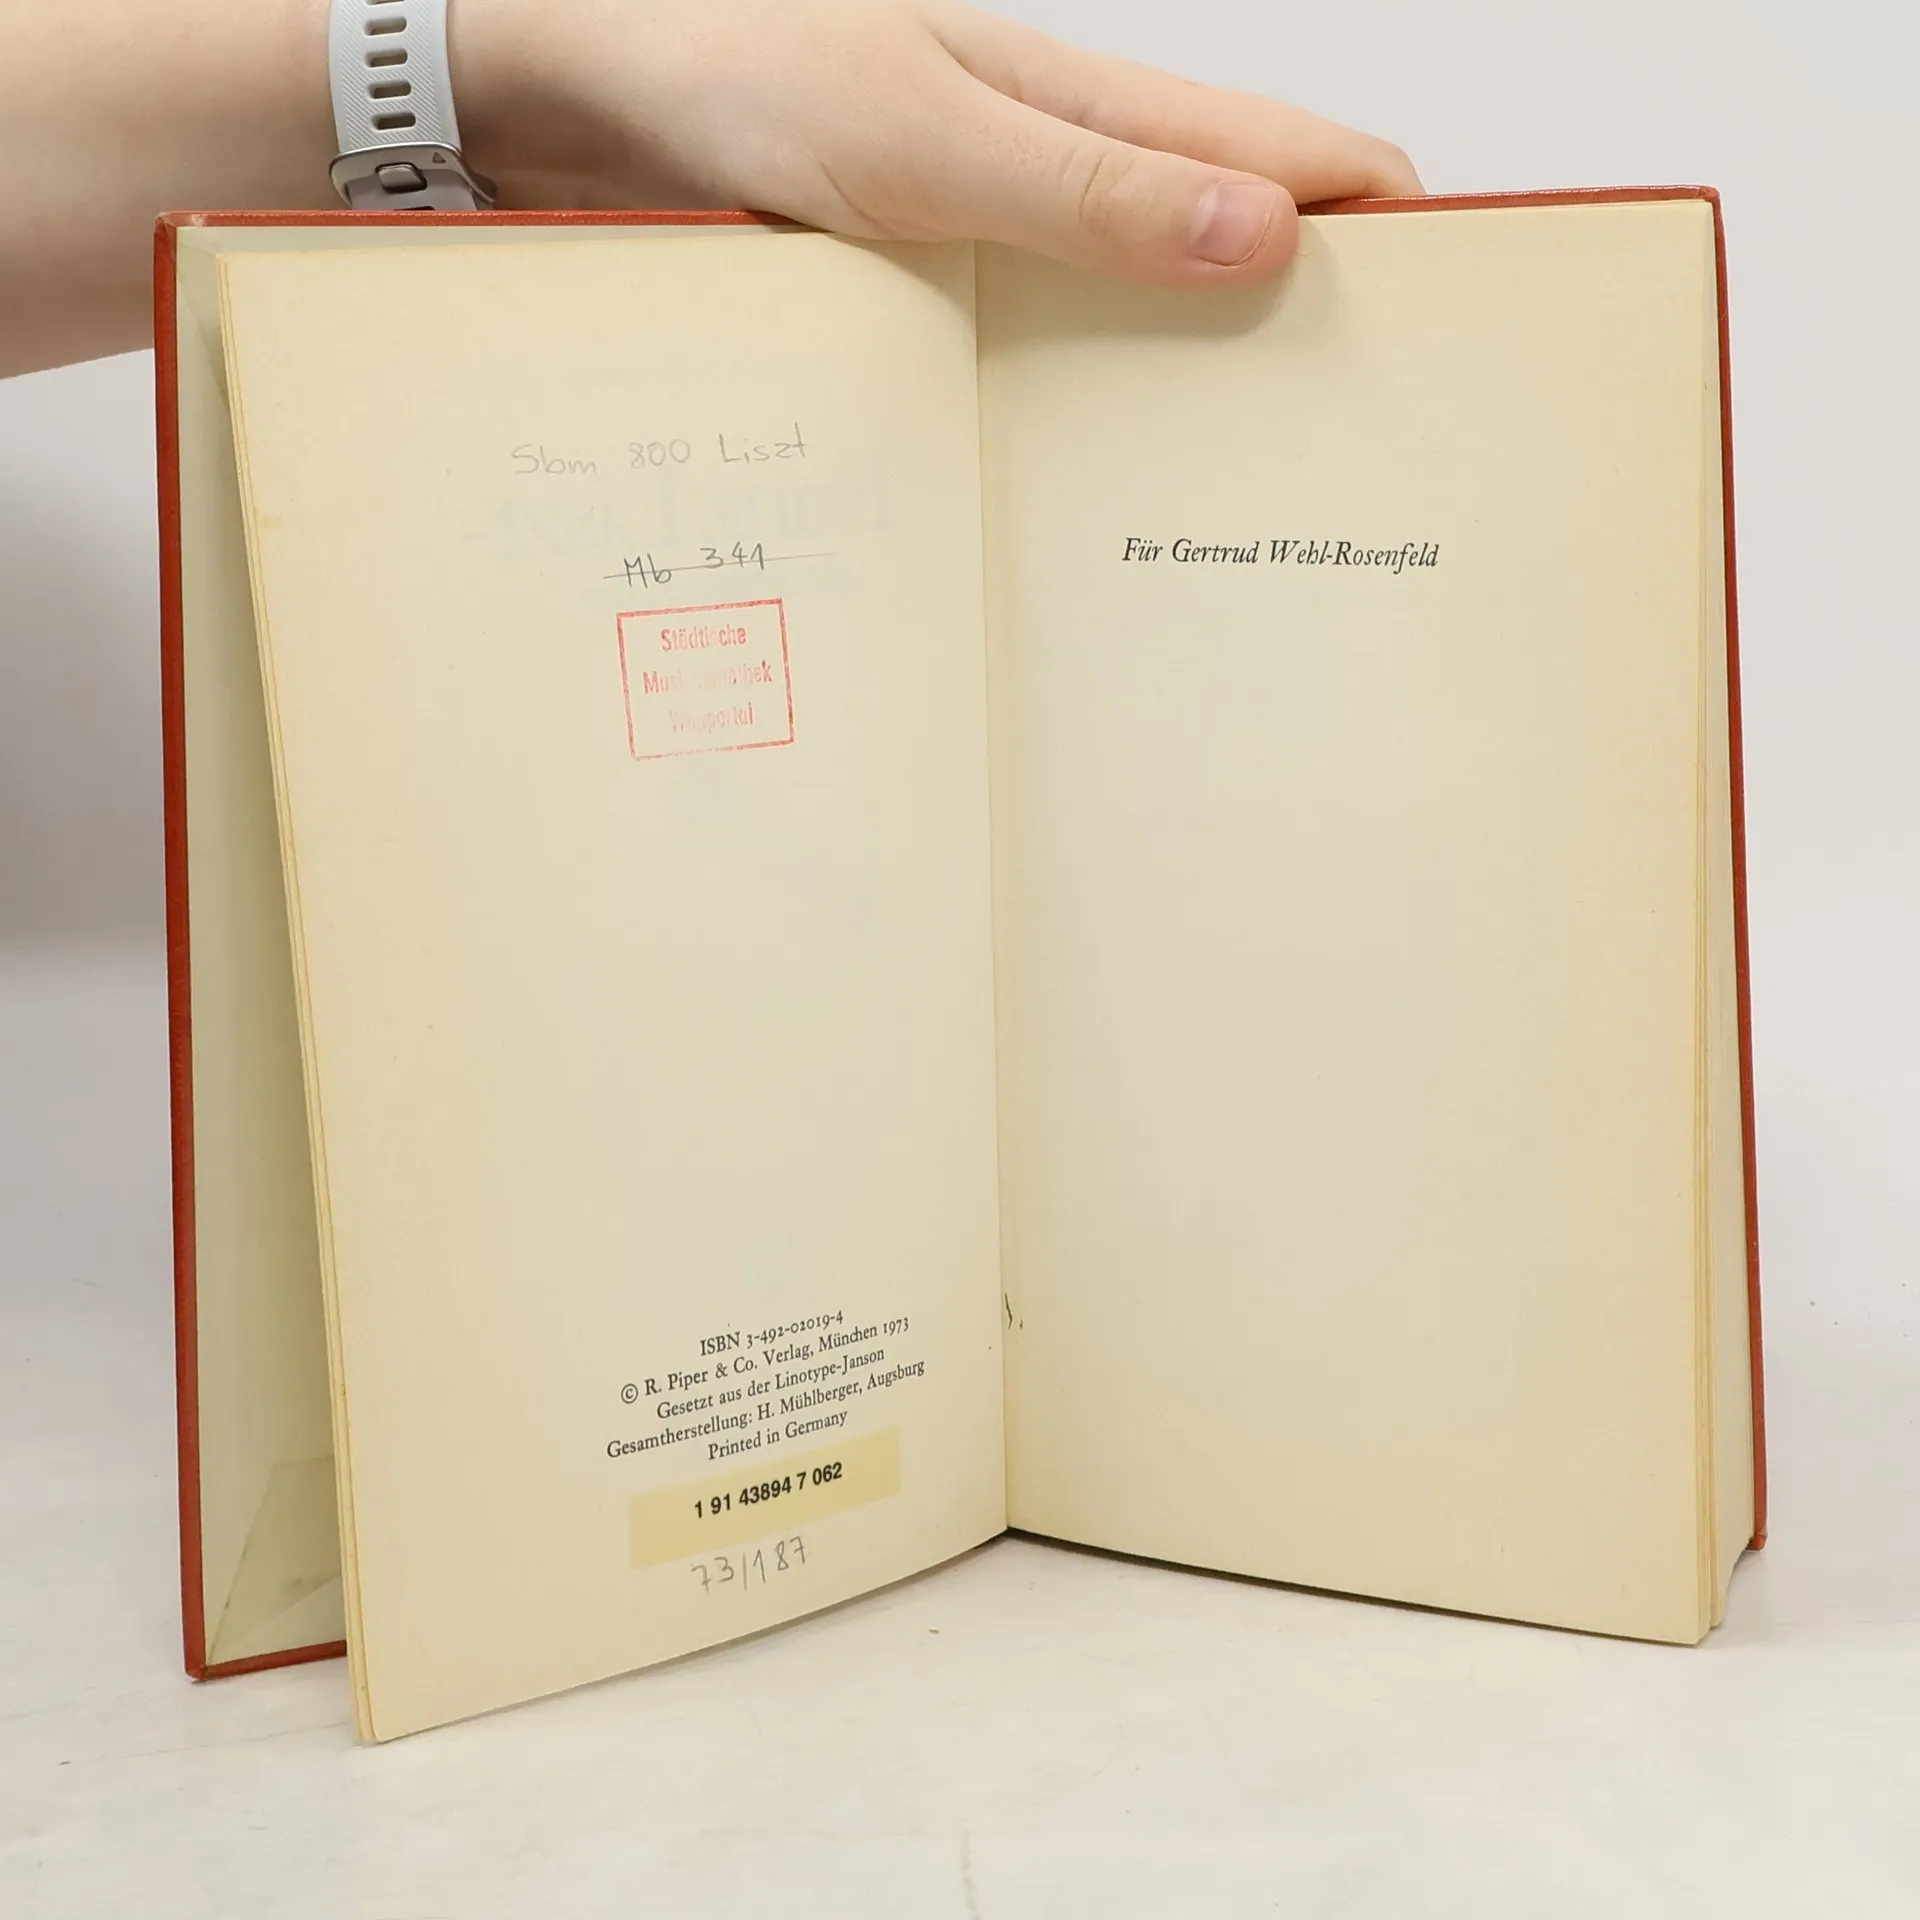 Sbm 800 Liszt
Mb 341
Städtische
Musikbibliothek
Wuppertal
ISBN 3-492-02019-4
© R. Piper & Co. Verlag, München 1973
Gesetzt aus der Linotype-Janson
Gesamtherstellung: H. Mühlberger, Augsburg
Printed in Germany
1 91 43894 7 062
73/187
Für Gertrud Wehl-Rosenfeld